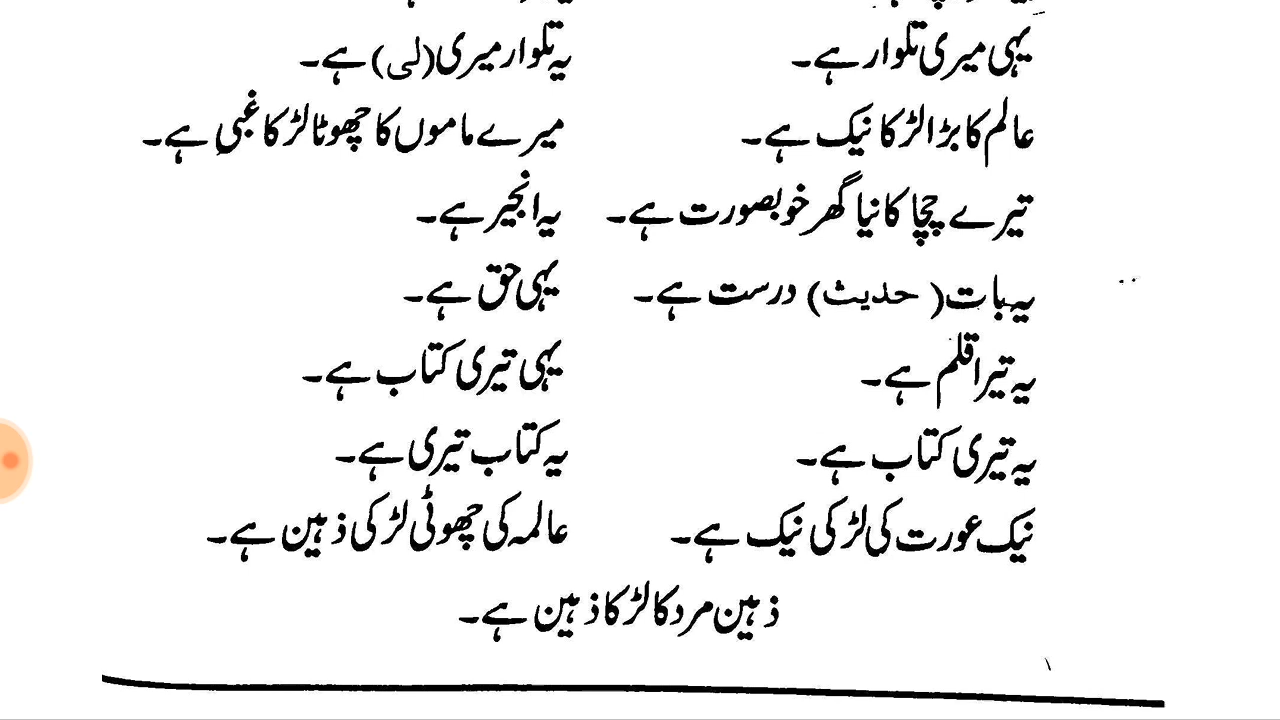 یہی میری تلوار ہے۔ یہ تلوار میری (لی) ہے۔
عالم کا بڑا لڑکا نیک ہے۔ میرے ماموں کا چھوٹا لڑکا غبی ہے۔
تیرے چچا کا نیا گھر خوبصورت ہے۔ یہ انجیر ہے۔
یہ بات (حدیث) درست ہے۔ یہی حق ہے۔
یہ تیرا قلم ہے۔ یہی تیری کتاب ہے۔
یہ تیری کتاب ہے۔ یہ کتاب تیری ہے۔
نیک عورت کی لڑکی نیک ہے۔ عالمہ کی چھوٹی لڑکی ذہین ہے۔
ذہین مرد کا لڑکا ذہین ہے۔